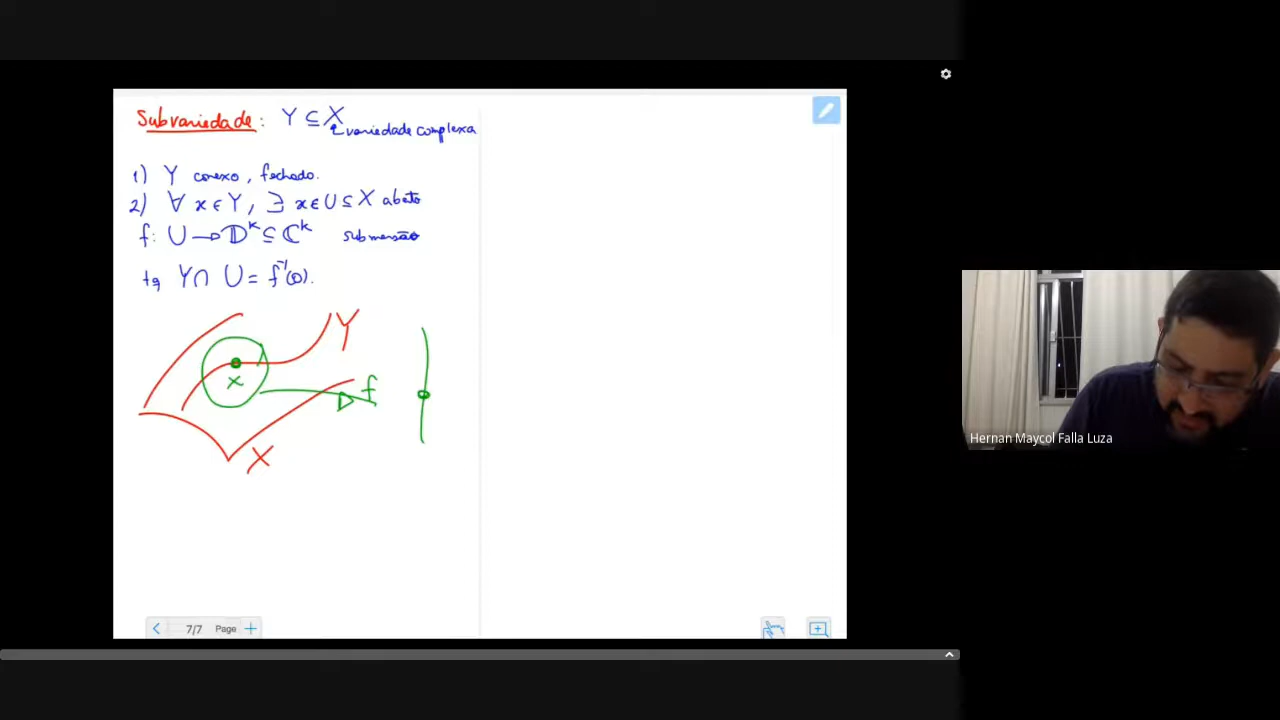 Subvariedade: Y ⊆ X
variedade complexa
1) Y conexo, fechado.
2) ∀ x ∈ Y, ∃ x ∈ U ⊆ X abeto
f: U → 𝔻ᵏ ⊆ ℂᵏ submersão
tq Y ∩ U = f⁻¹(0).
Y
x
f
X
Hernan Maycol Falla Luza
7/7 Page